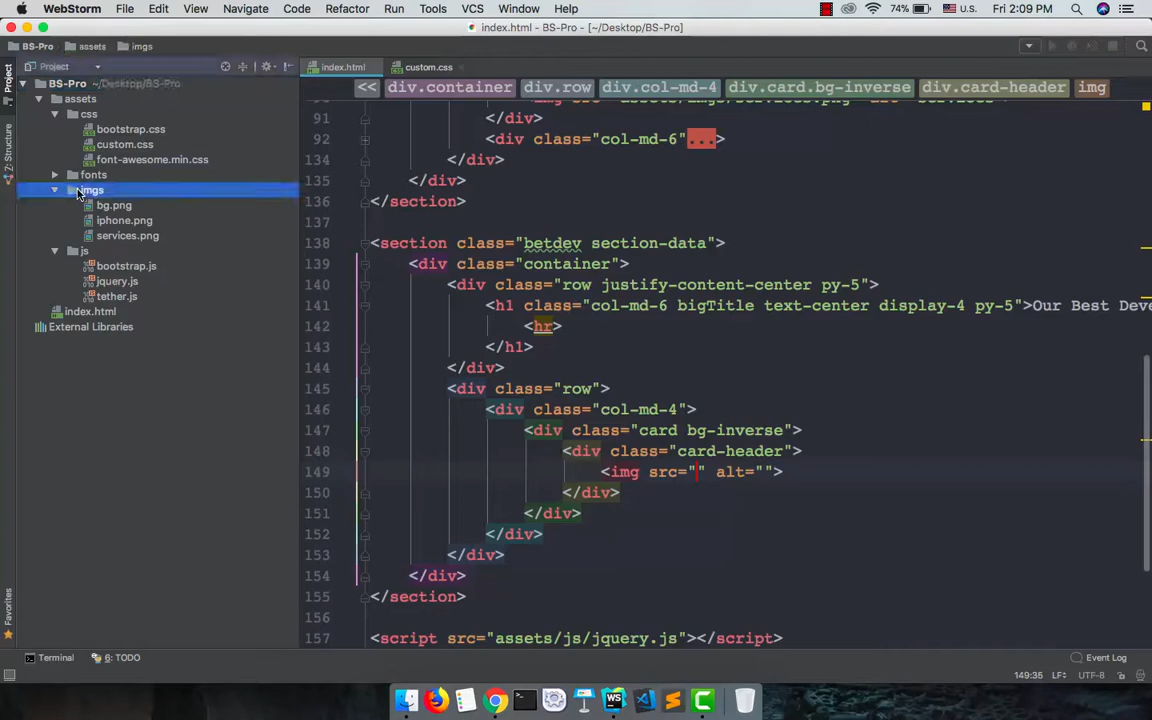 WebStorm File Edit View Navigate Code Refactor Run Tools VCS Window Help 74% U.S. Fri 2:09 PM
index.html - BS-Pro [~/Desktop/BS-Pro]
BS-Pro assets imgs
Project index.html custom.css
<< div.container div.row div.col-md-4 div.card.bg-inverse div.card-header img
1: Project
Z: Structure
Favorites
BS-Pro ~/Desktop/BS-Pro
assets
css
bootstrap.css
custom.css
font-awesome.min.css
fonts
imgs
bg.png
iphone.png
services.png
js
bootstrap.js
jquery.js
tether.js
index.html
External Libraries
91 </div>
92 <div class="col-md-6"...>
134 </div>
135 </div>
136 </section>
137
138 <section class="betdev section-data">
139 <div class="container">
140 <div class="row justify-content-center py-5">
141 <h1 class="col-md-6 bigTitle text-center display-4 py-5">Our Best Deve
142 <hr>
143 </h1>
144 </div>
145 <div class="row">
146 <div class="col-md-4">
147 <div class="card bg-inverse">
148 <div class="card-header">
149 <img src="" alt="">
150 </div>
151 </div>
152 </div>
153 </div>
154 </div>
155 </section>
156
157 <script src="assets/js/jquery.js"></script>
Terminal 6: TODO Event Log
149:35 LF UTF-8
WS